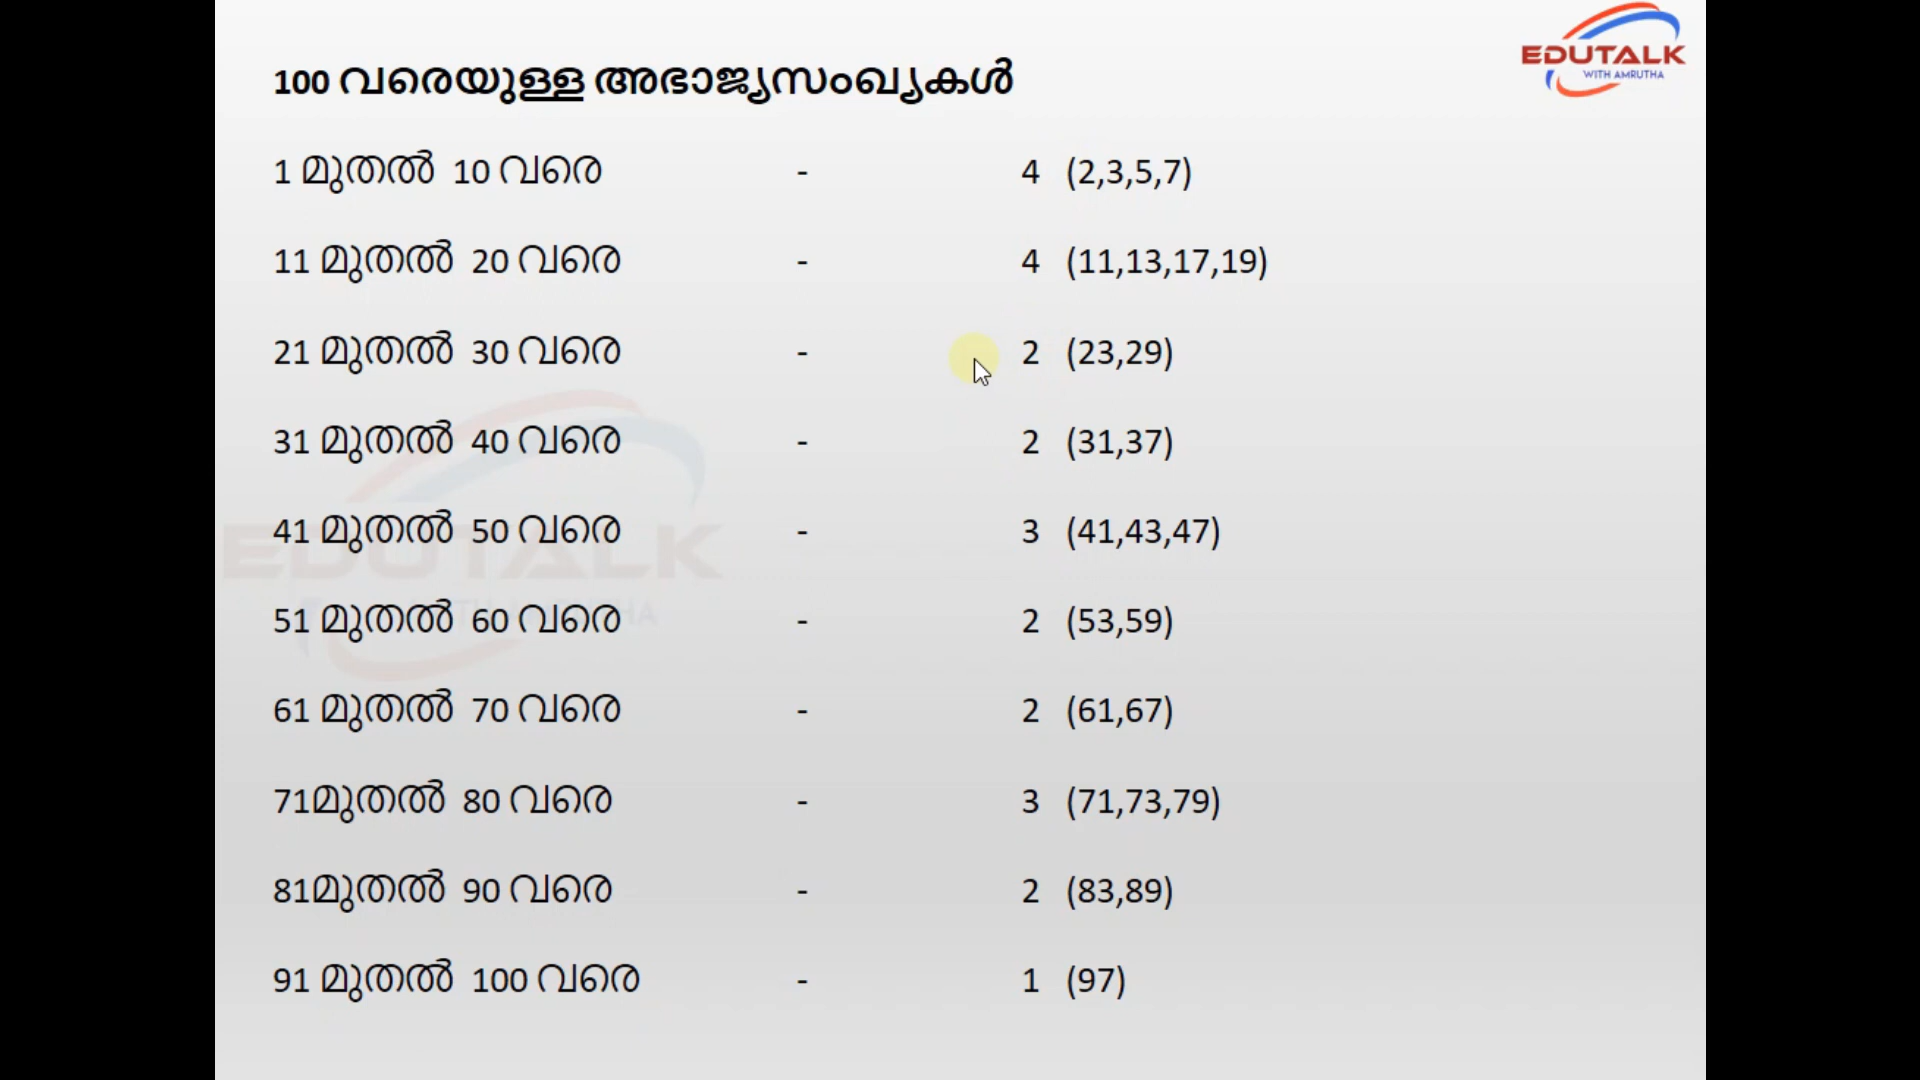 EDUTALK
WITH AMRUTHA
100 വരെയുള്ള അഭാജ്യസംഖ്യകൾ
1 മുതൽ 10 വരെ - 4 (2,3,5,7)
11 മുതൽ 20 വരെ - 4 (11,13,17,19)
21 മുതൽ 30 വരെ - 2 (23,29)
31 മുതൽ 40 വരെ - 2 (31,37)
41 മുതൽ 50 വരെ - 3 (41,43,47)
51 മുതൽ 60 വരെ - 2 (53,59)
61 മുതൽ 70 വരെ - 2 (61,67)
71മുതൽ 80 വരെ - 3 (71,73,79)
81മുതൽ 90 വരെ - 2 (83,89)
91 മുതൽ 100 വരെ - 1 (97)
EDUTALK
WITH AMRUTHA